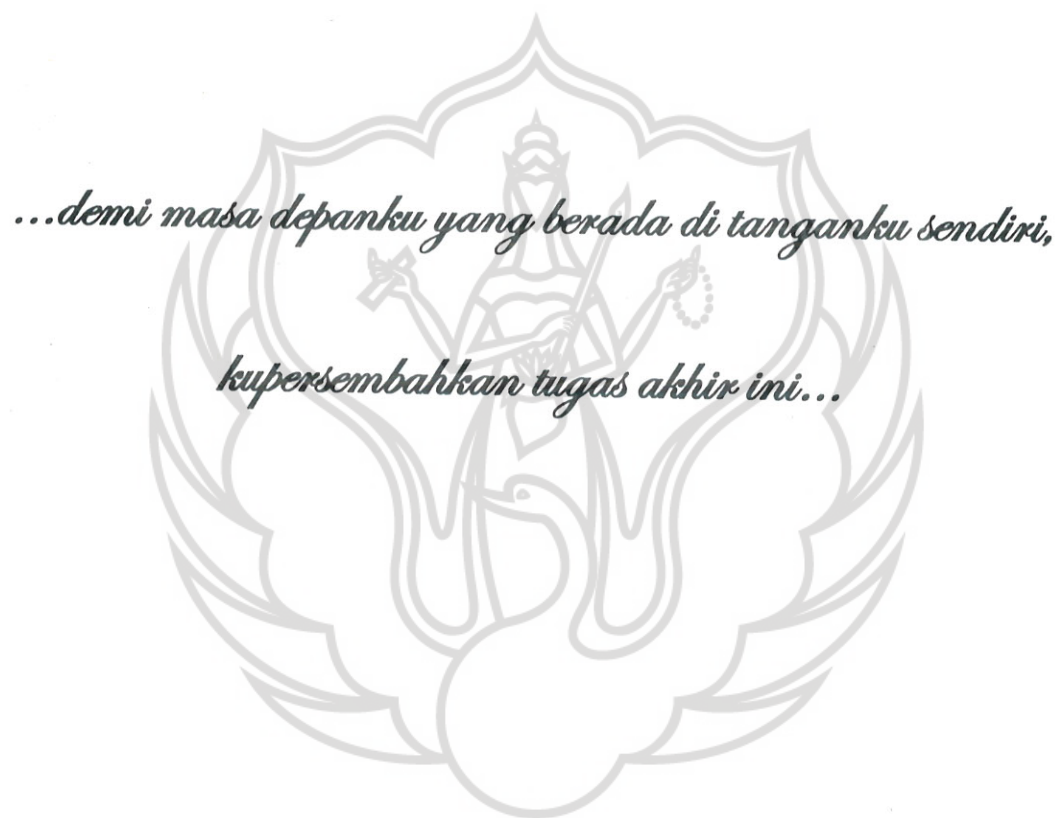 ...demi masa depanku yang berada di tanganku sendiri,
kupersembahkan tugas akhir ini...